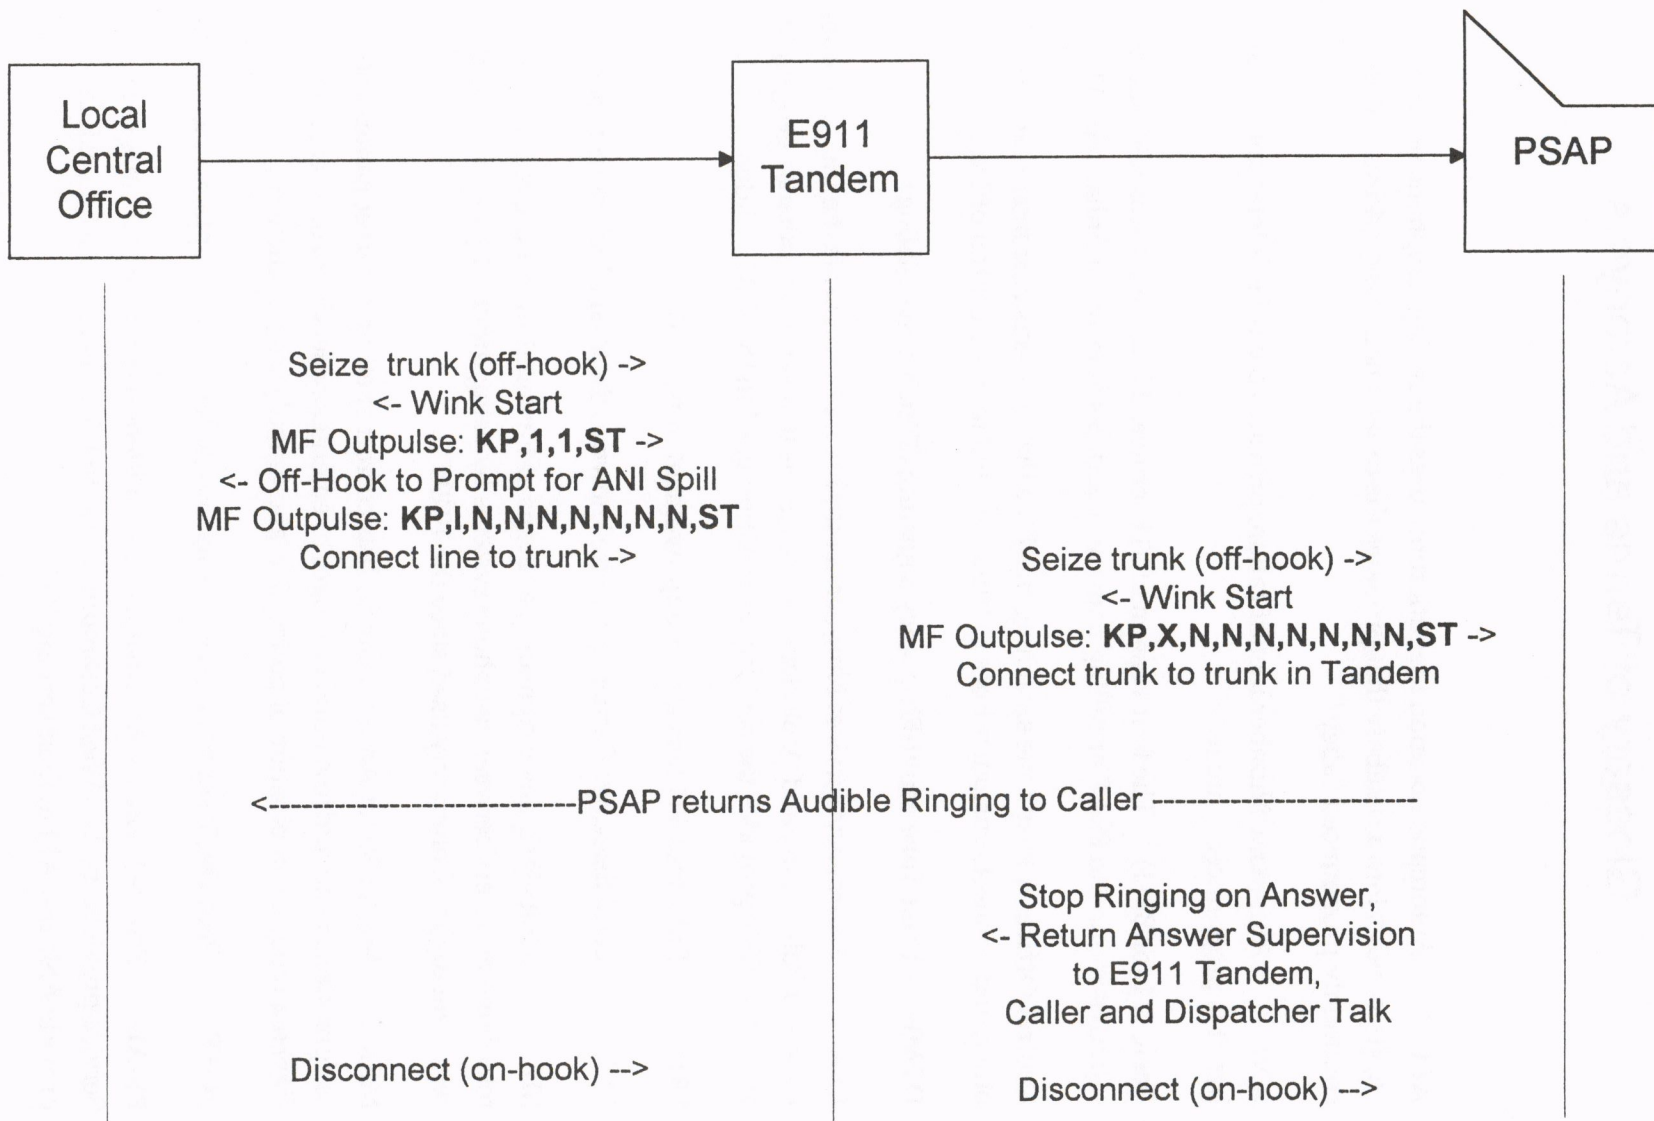 Local
Central
Office
E911
Tandem
PSAP
Seize trunk (off-hook) ->
<- Wink Start
MF Outpulse: KP,1,1,ST ->
<- Off-Hook to Prompt for ANI Spill
MF Outpulse: KP,I,N,N,N,N,N,N,N,ST
Connect line to trunk ->
Seize trunk (off-hook) ->
<- Wink Start
MF Outpulse: KP,X,N,N,N,N,N,N,N,ST ->
Connect trunk to trunk in Tandem
<----------------------------PSAP returns Audible Ringing to Caller ------------------------
Stop Ringing on Answer,
<- Return Answer Supervision
to E911 Tandem,
Caller and Dispatcher Talk
Disconnect (on-hook) -->
Disconnect (on-hook) -->